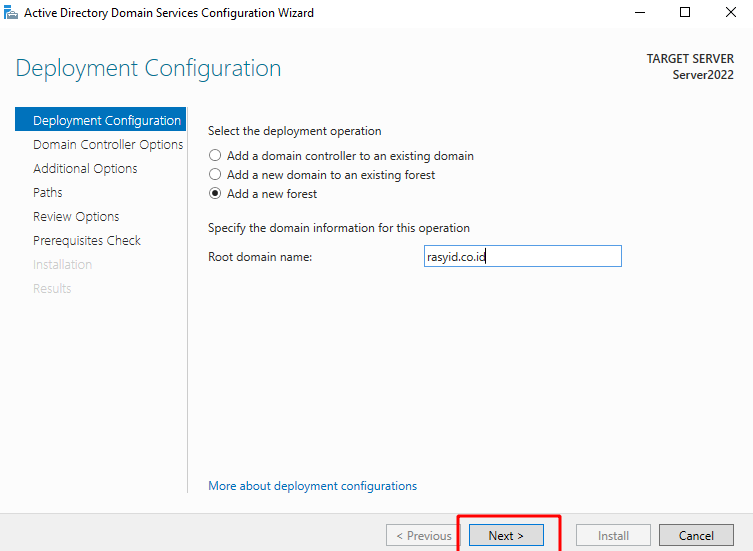 Active Directory Domain Services Configuration Wizard
Deployment Configuration
TARGET SERVER
Server2022
Deployment Configuration
Domain Controller Options
Additional Options
Paths
Review Options
Prerequisites Check
Installation
Results
Select the deployment operation
Add a domain controller to an existing domain
Add a new domain to an existing forest
Add a new forest
Specify the domain information for this operation
Root domain name: rasyid.co.id
More about deployment configurations
< Previous Next > Install Cancel